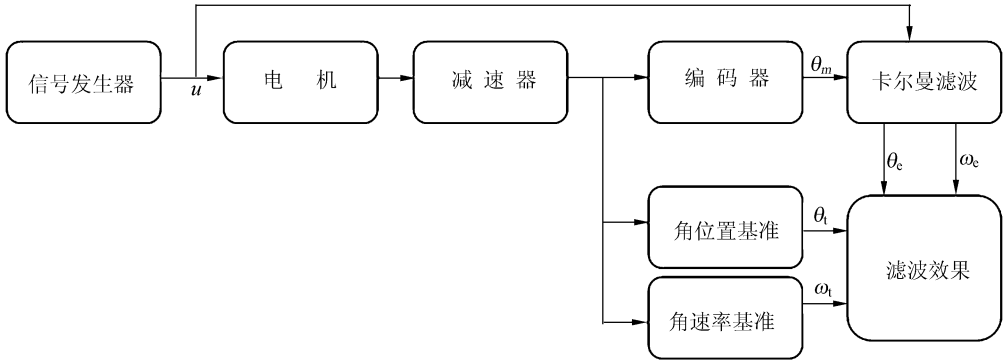 信号发生器
u
电 机
减 速 器
编 码 器
θm
卡尔曼滤波
θe
ωe
角位置基准
θt
滤波效果
角速率基准
ωt